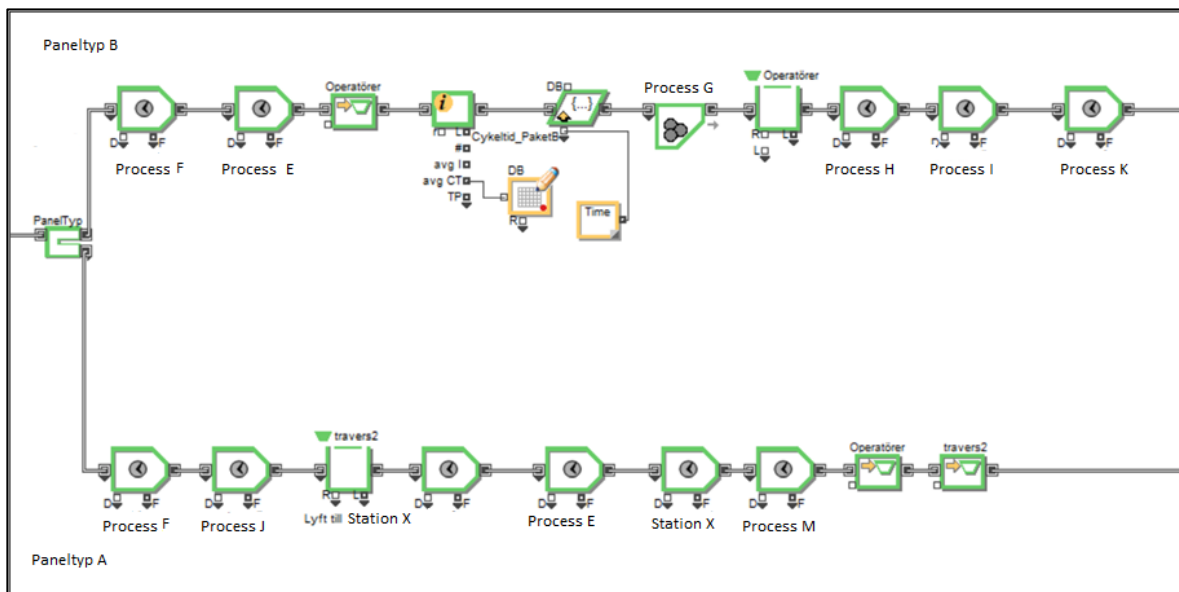 Paneltyp B
Operatörer
DB
{...}
Process G
Operatörer
i
D F
D F
r L
Cykeltid_PaketB
R L
D F
D F
D F
Process F
Process E
#
L
Process H
Process I
Process K
avg I
avg CT
DB
TP
R
Time
PanelTyp
travers2
Operatörer
travers2
D F
D F
R L
D F
D F
D F
D F
Process F
Process J
Lyft till Station X
Process E
Station X
Process M
Paneltyp A